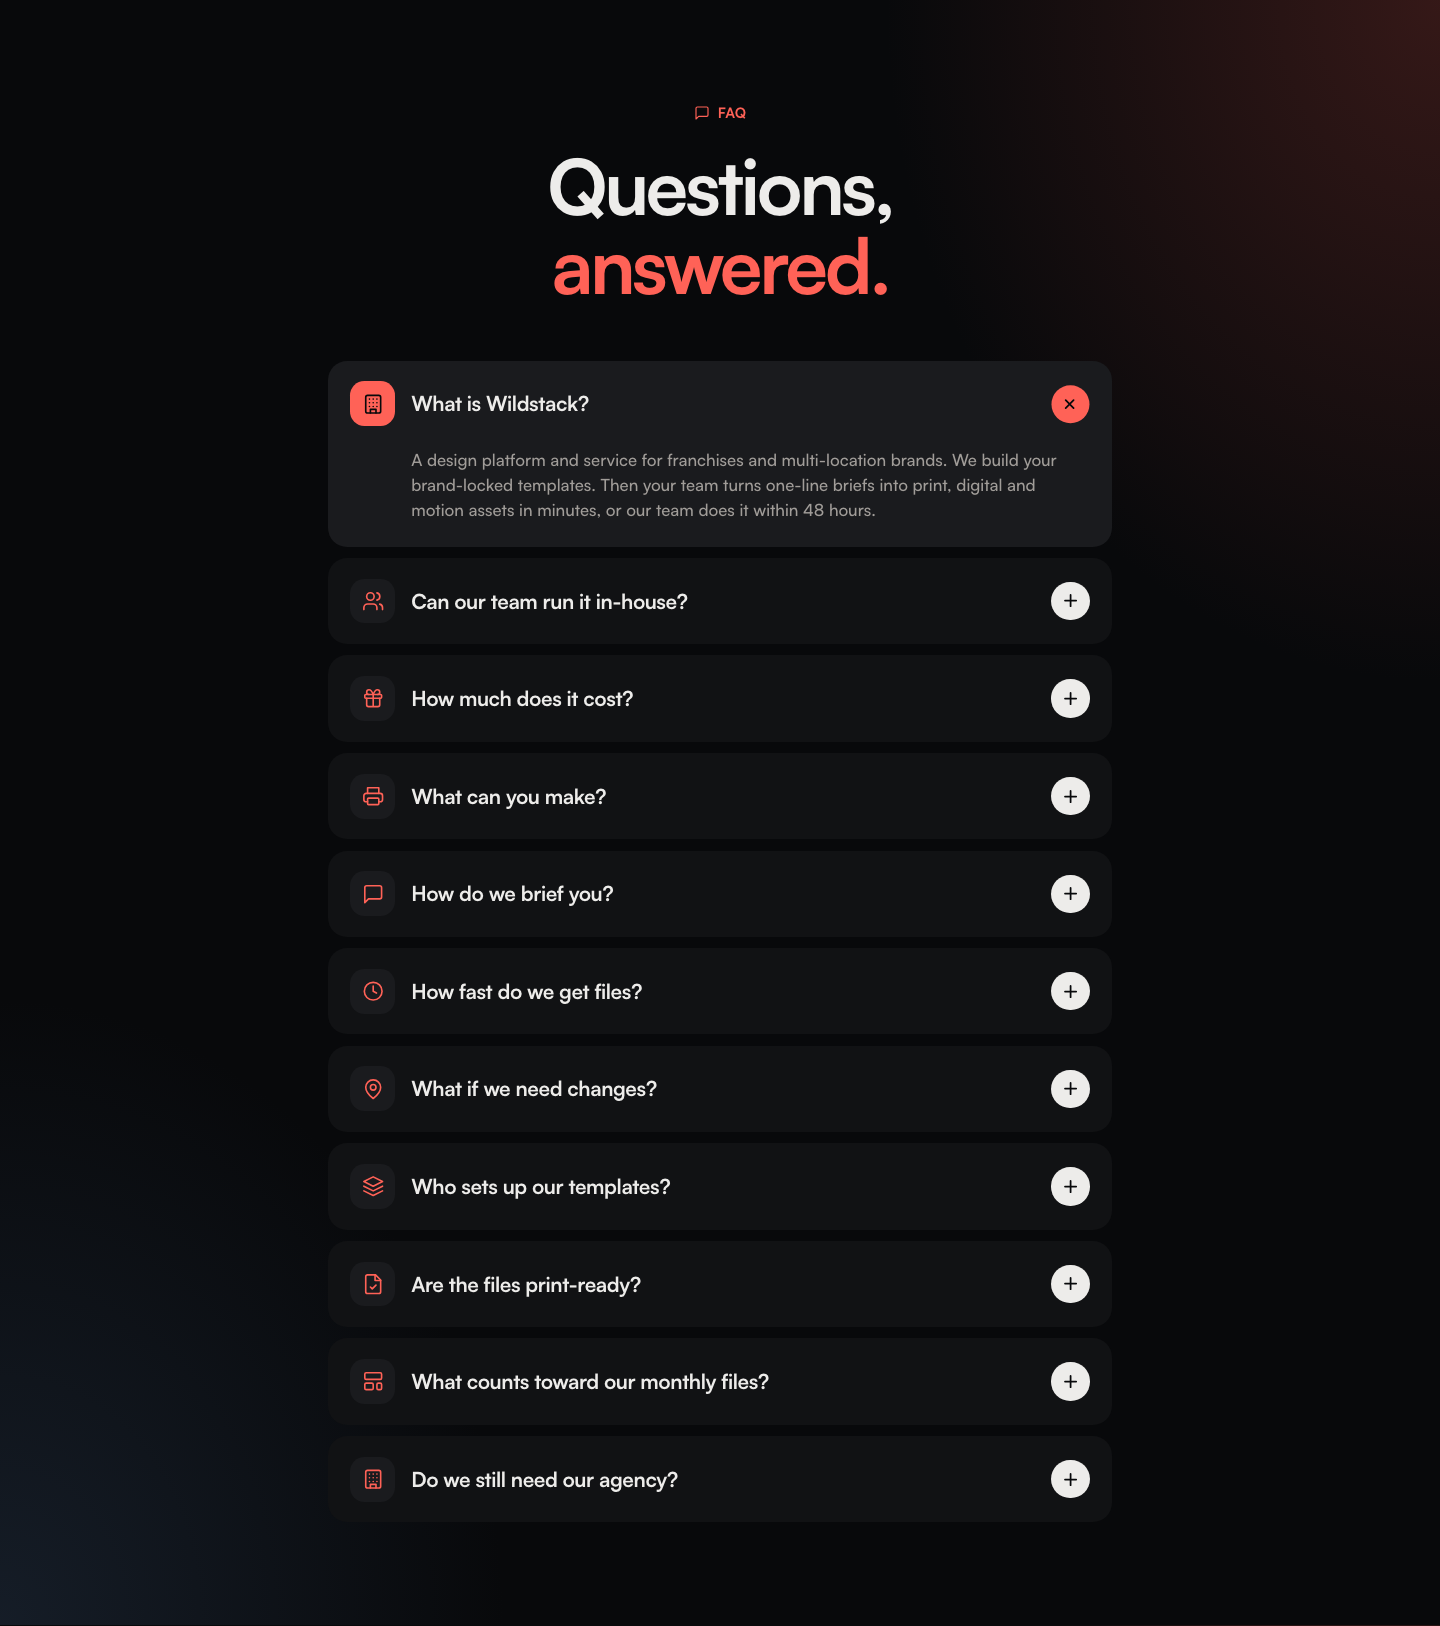 FAQ
Questions,
answered.
What is Wildstack?
A design platform and service for franchises and multi-location brands. We build your
brand-locked templates. Then your team turns one-line briefs into print, digital and
motion assets in minutes, or our team does it within 48 hours.
Can our team run it in-house?
How much does it cost?
What can you make?
How do we brief you?
How fast do we get files?
What if we need changes?
Who sets up our templates?
Are the files print-ready?
What counts toward our monthly files?
Do we still need our agency?